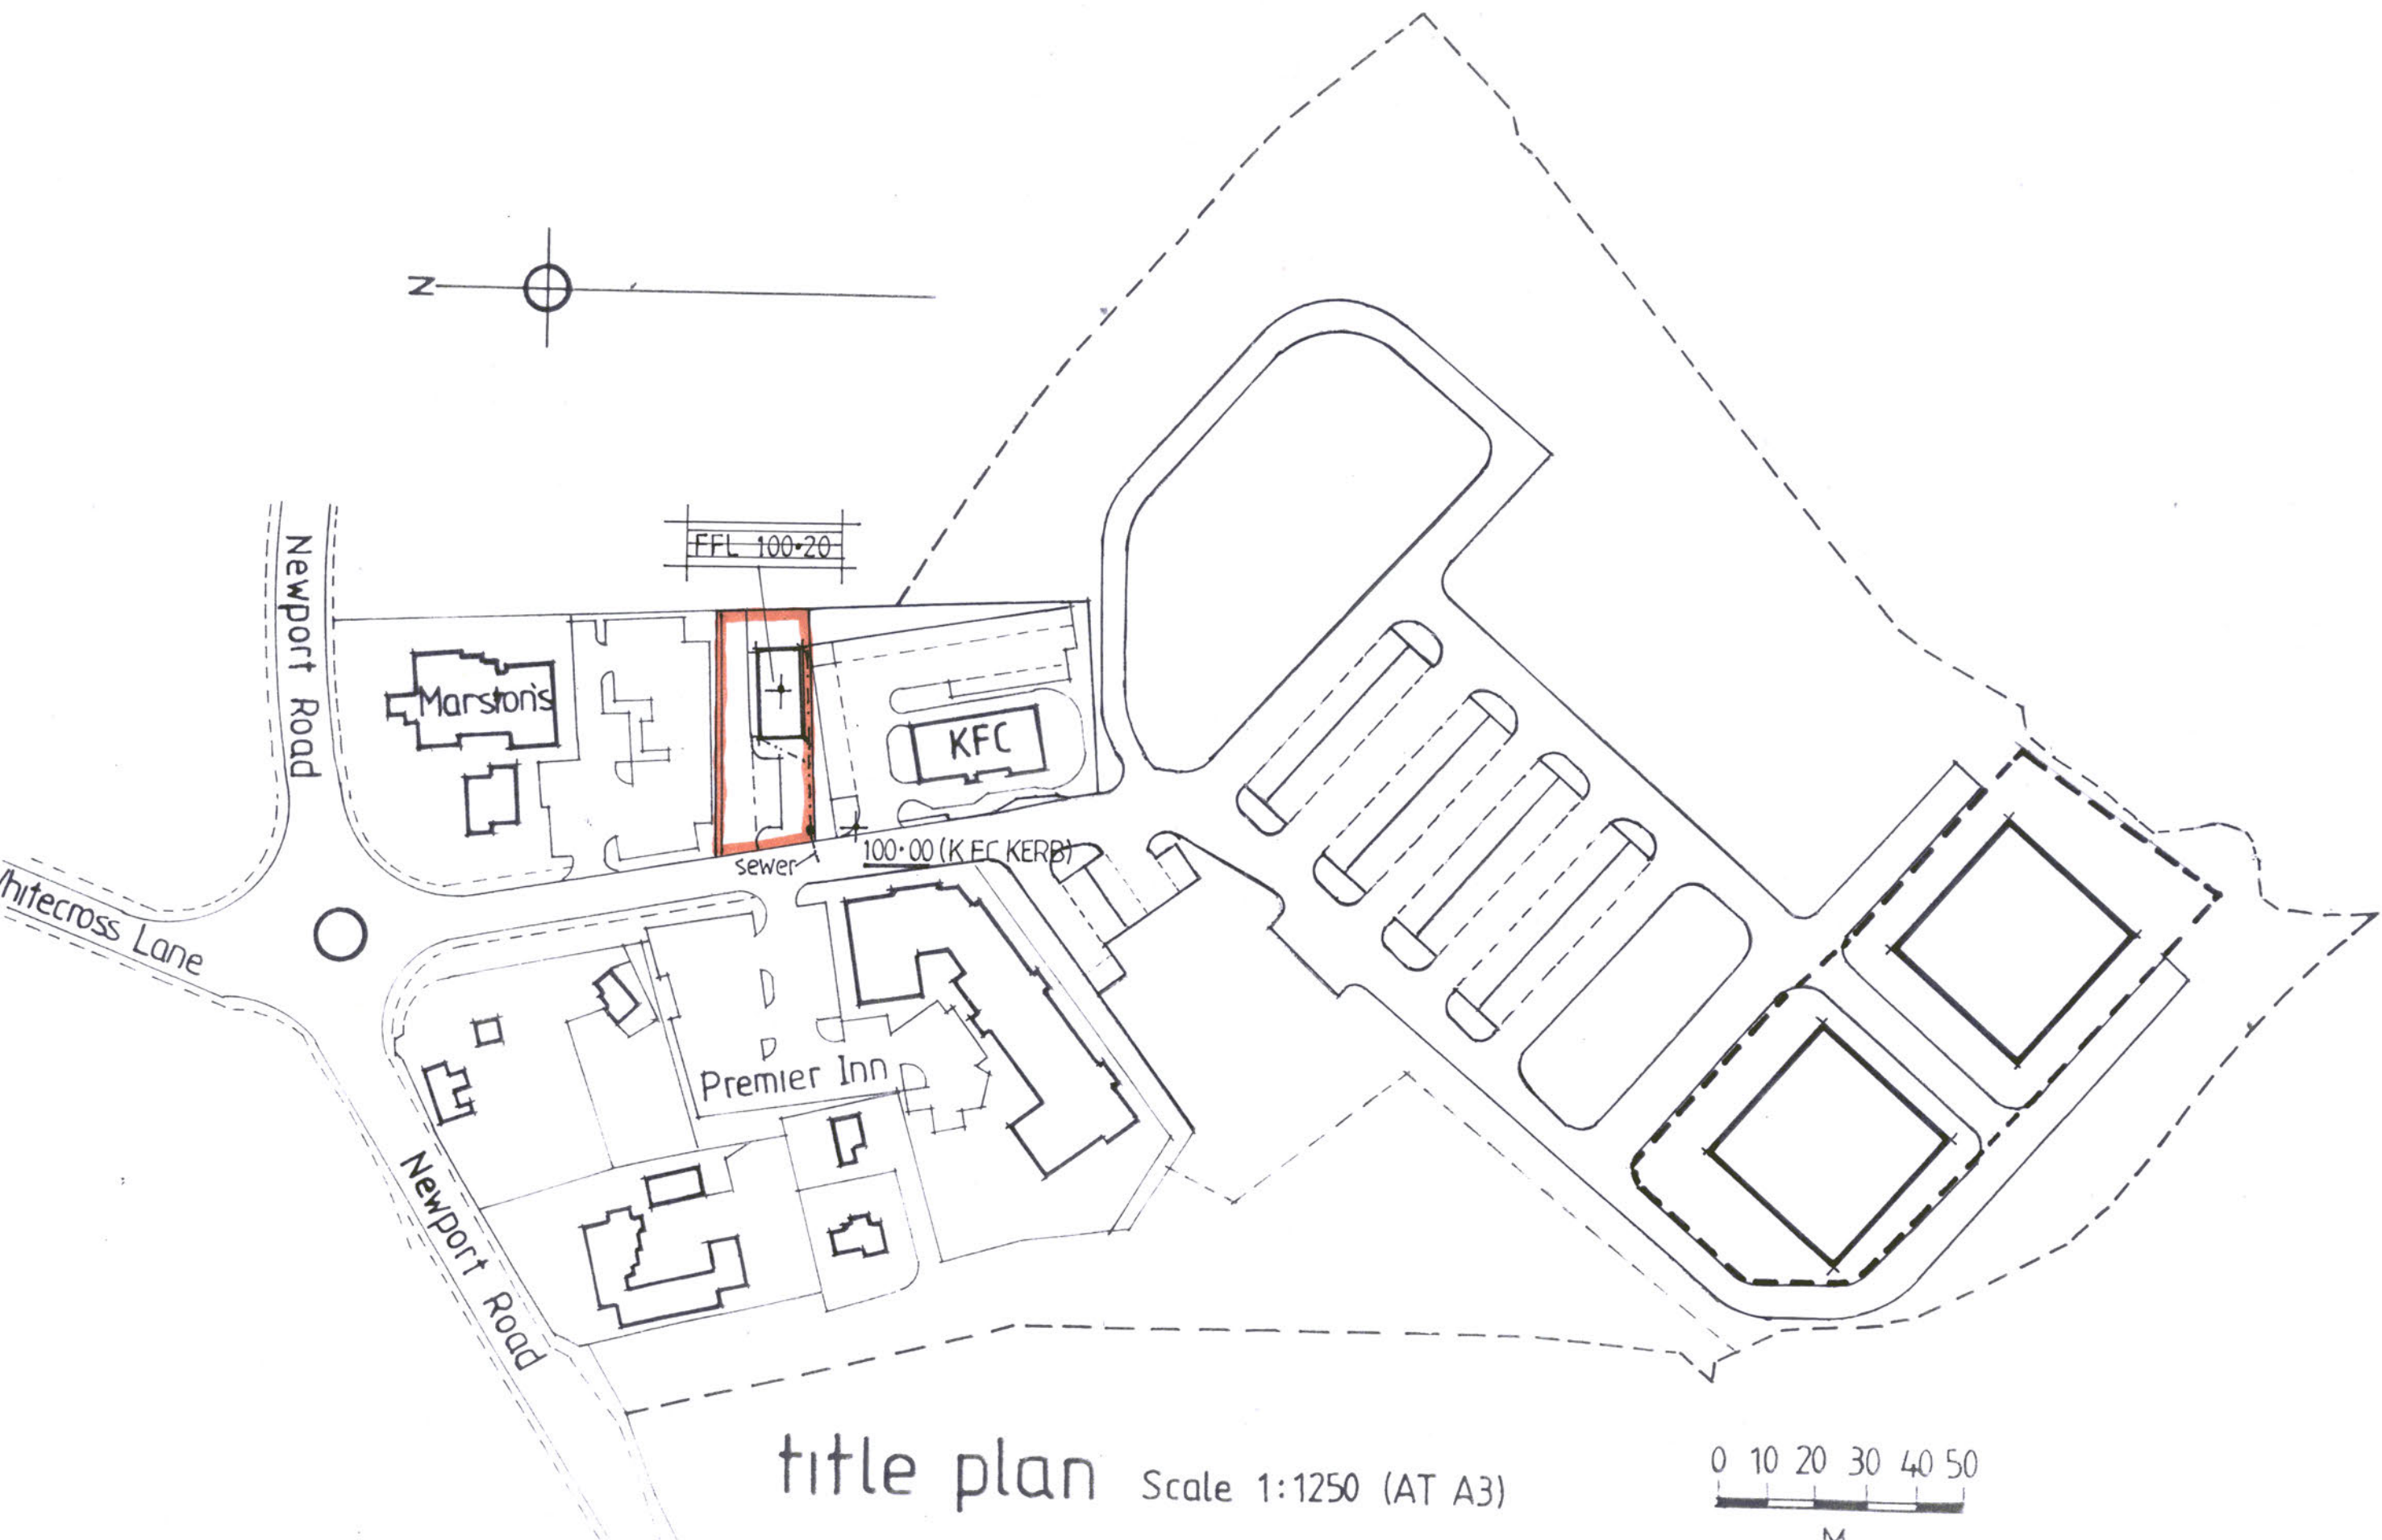 N
FFL 100·20
Newport Road
Marston's
KFC
100·00 (KFC KERB)
sewer
hitecross Lane
Premier Inn
Newport Road
title plan Scale 1:1250 (AT A3)
0 10 20 30 40 50
M